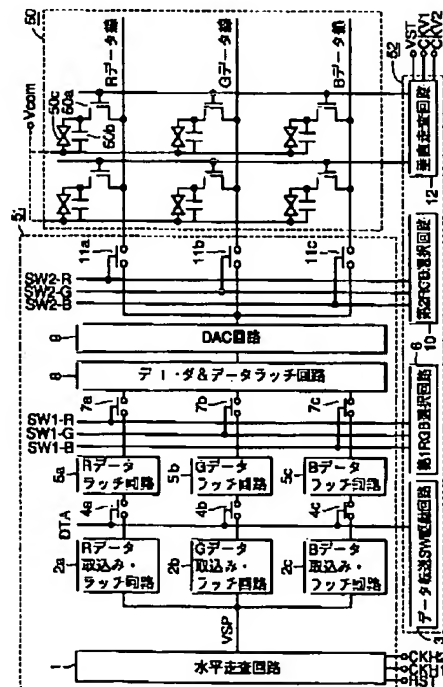 50
Vcom
50c
50a
50b
Rデータ線
Gデータ線
Bデータ線
VST
CKV1
CKV2
52
垂直走査回路
12
51
SW2-R
SW2-G
SW2-B
11a
11b
11c
第2RGB選択回路
10
9
DAC回路
8
デコーダ&データラッチ回路
SW1-R
SW1-G
SW1-B
7a
7b
7c
第1RGB選択回路
6
5a
Rデータ
ラッチ回路
5b
Gデータ
ラッチ回路
5c
Bデータ
ラッチ回路
DTA
4a
4b
4c
データ転送SW駆動回路
3
2a
Rデータ
取込み・
ラッチ回路
2b
Gデータ
取込み・
ラッチ回路
2c
Bデータ
取込み・
ラッチ回路
VSP
1
水平走査回路
HST
CKH1
CKH2